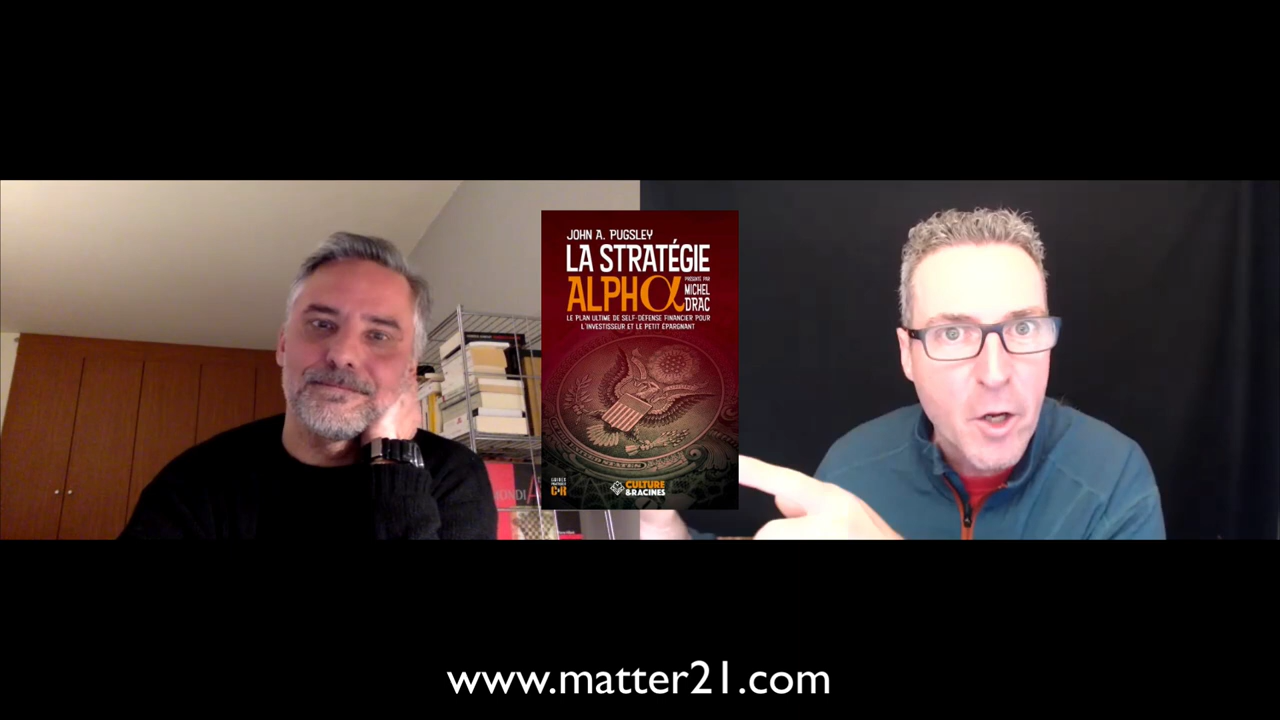 JOHN A. PUGSLEY
LA STRATÉGIE
ALPHα
PRÉSENTÉ PAR
MICHEL
DRAC
LE PLAN ULTIME DE SELF-DÉFENSE FINANCIER POUR
L'INVESTISSEUR ET LE PETIT ÉPARGNANT
CULTURE
&RACINES
www.matter21.com